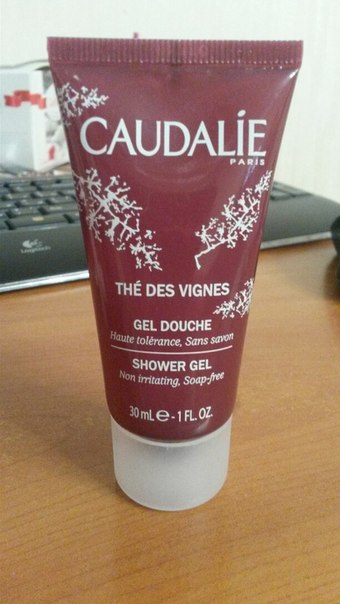 CAUDALIE
PARIS
THÉ DES VIGNES
GEL DOUCHE
Haute tolérance, Sans savon
SHOWER GEL
Non irritating, Soap-free
30 mL e - 1 FL. OZ.
Logitech